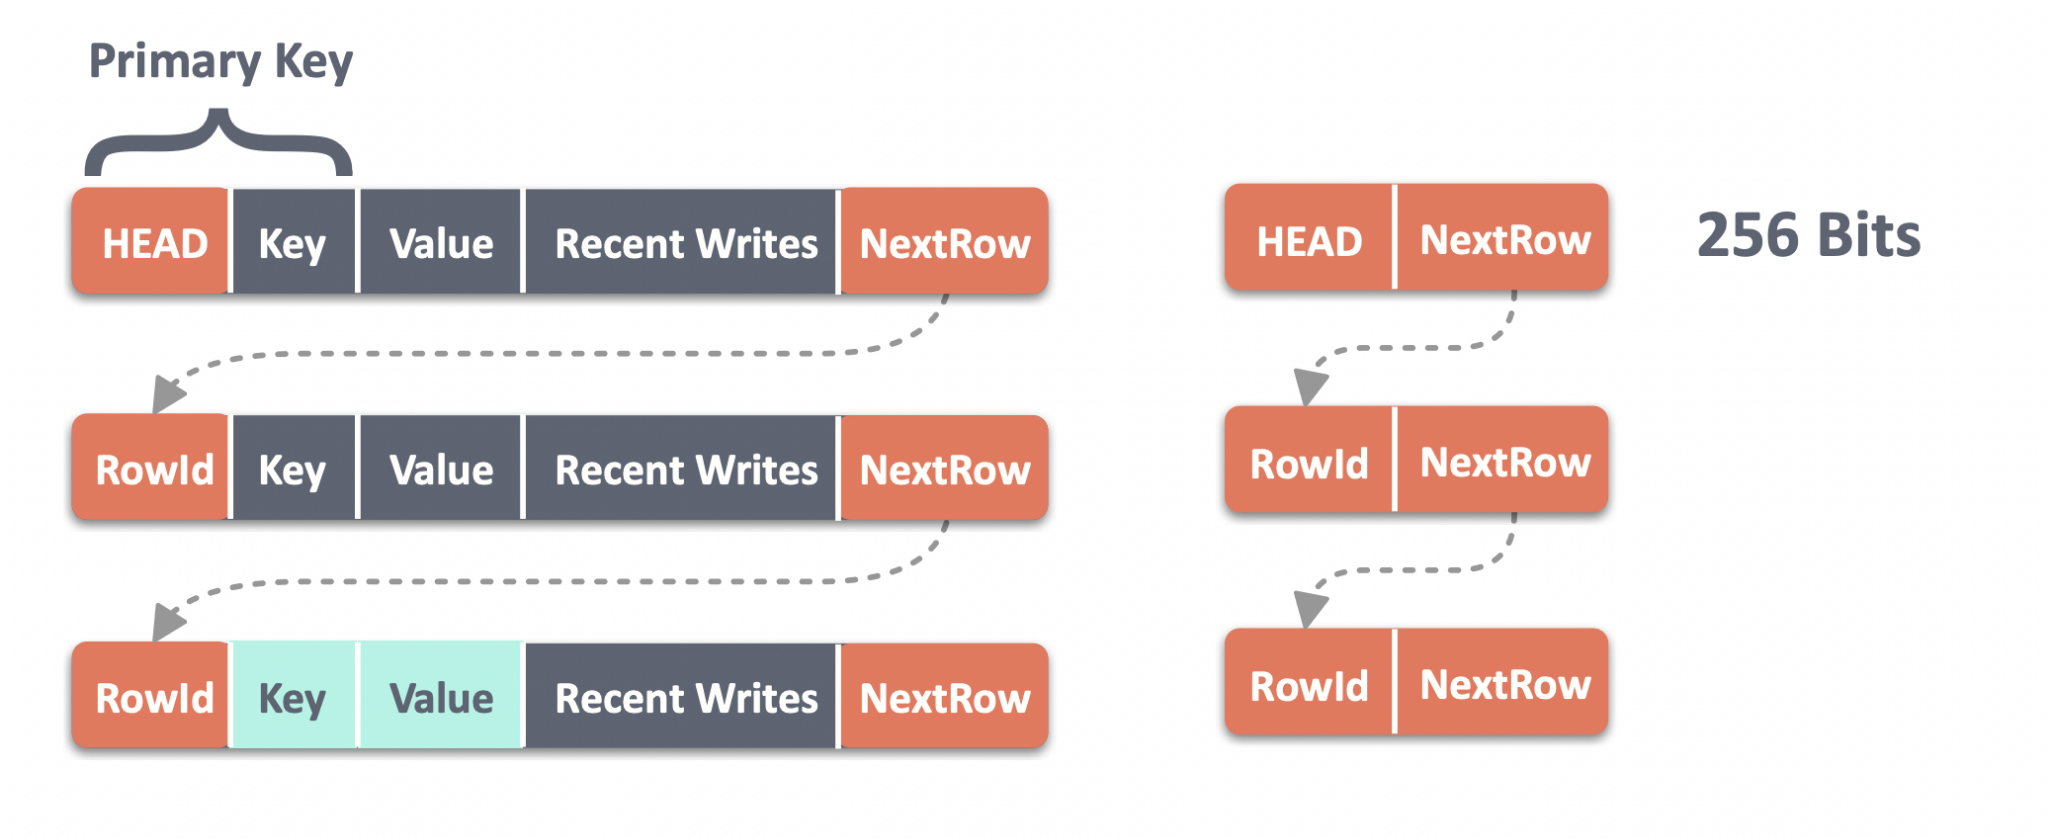 Primary Key
HEAD Key Value Recent Writes NextRow
HEAD NextRow
256 Bits
RowId Key Value Recent Writes NextRow
RowId NextRow
RowId Key Value Recent Writes NextRow
RowId NextRow